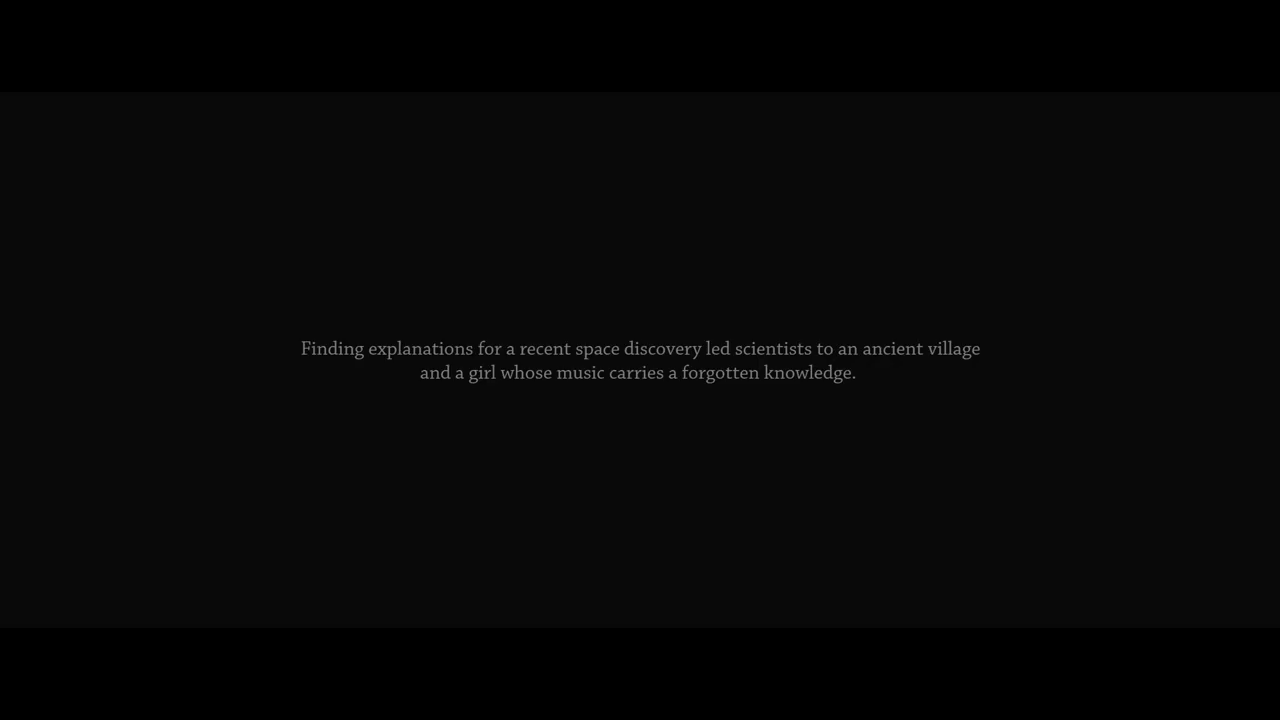 Finding explanations for a recent space discovery led scientists to an ancient village
and a girl whose music carries a forgotten knowledge.